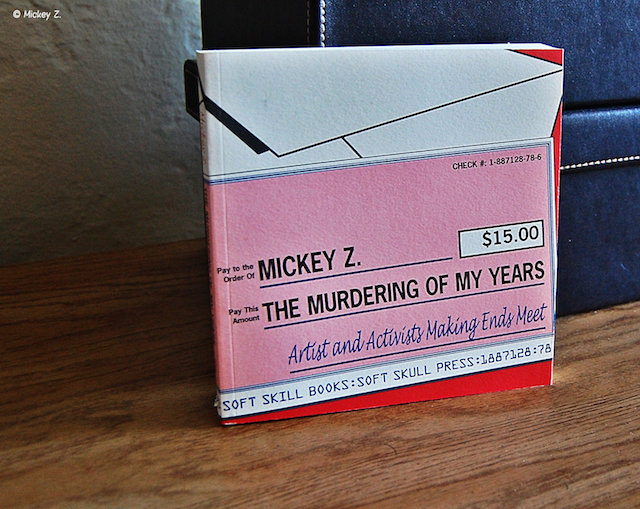 © Mickey Z.
CHECK #: 1-887128-78-6
$15.00
Pay to the
Order Of
MICKEY Z.
Pay This
Amount
THE MURDERING OF MY YEARS
Artist and Activists Making Ends Meet
SOFT SKILL BOOKS:SOFT SKULL PRESS:1887128:78